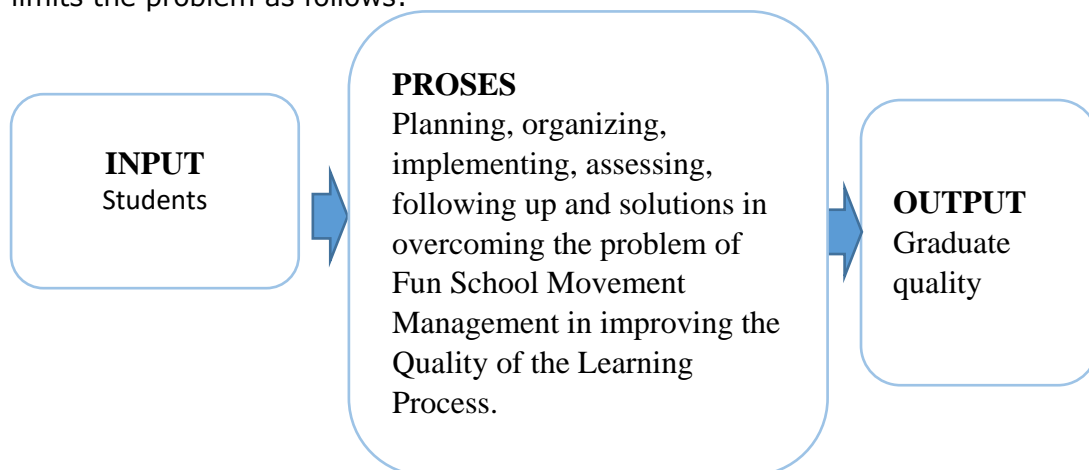 limits the problem as follows:
INPUT
Students
PROSES
Planning, organizing,
implementing, assessing,
following up and solutions in
overcoming the problem of
Fun School Movement
Management in improving the
Quality of the Learning
Process.
OUTPUT
Graduate
quality